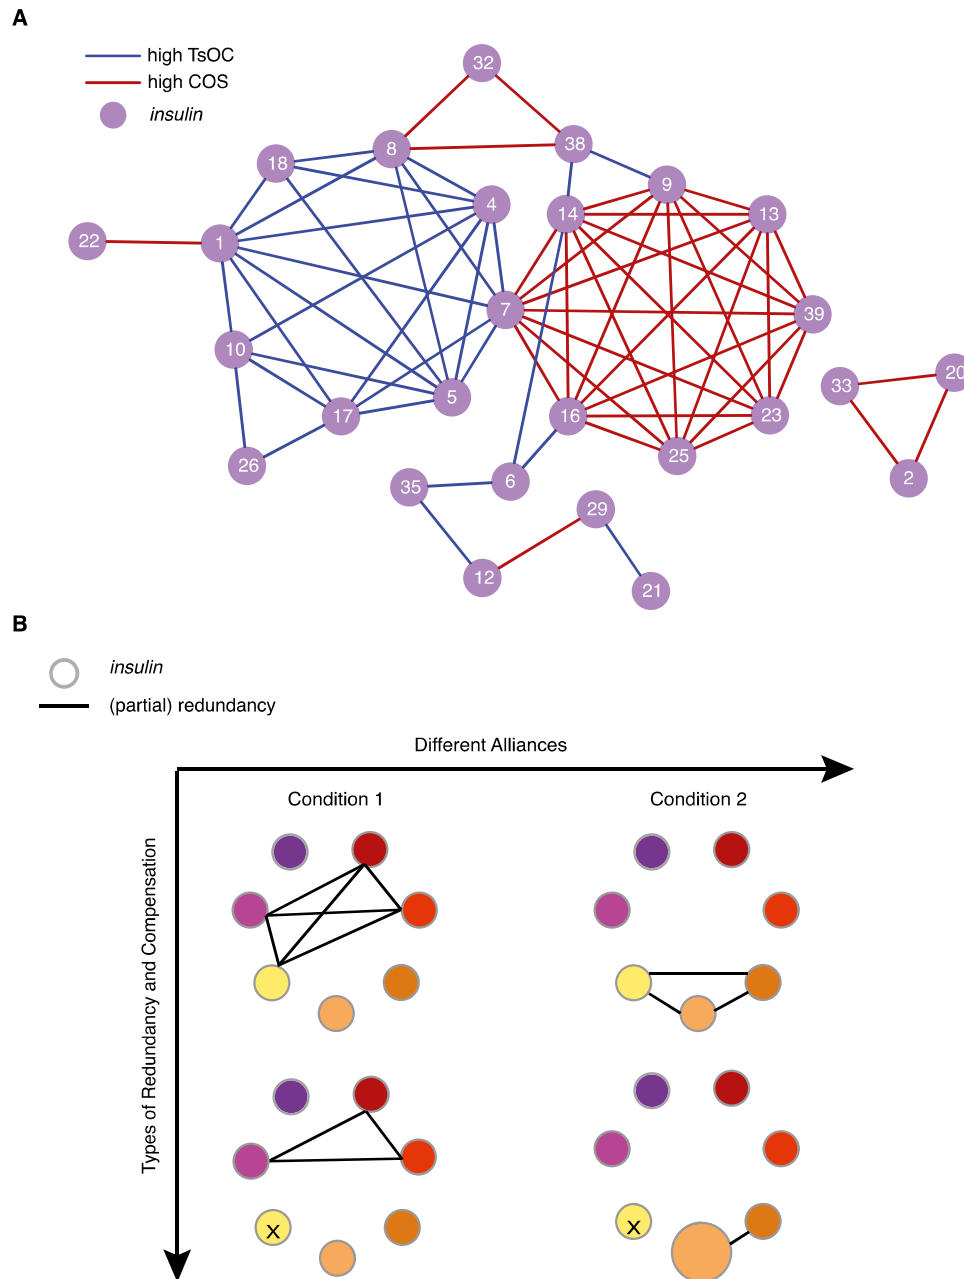 A
high TsOC
high COS
insulin
32
38
8
18
9
4
14
13
22
1
7
39
10
33
20
5
17
16
23
25
26
2
35
6
29
12
21
B
insulin
(partial) redundancy
Different Alliances
Condition 1
Condition 2
Types of Redundancy and Compensation
x
x